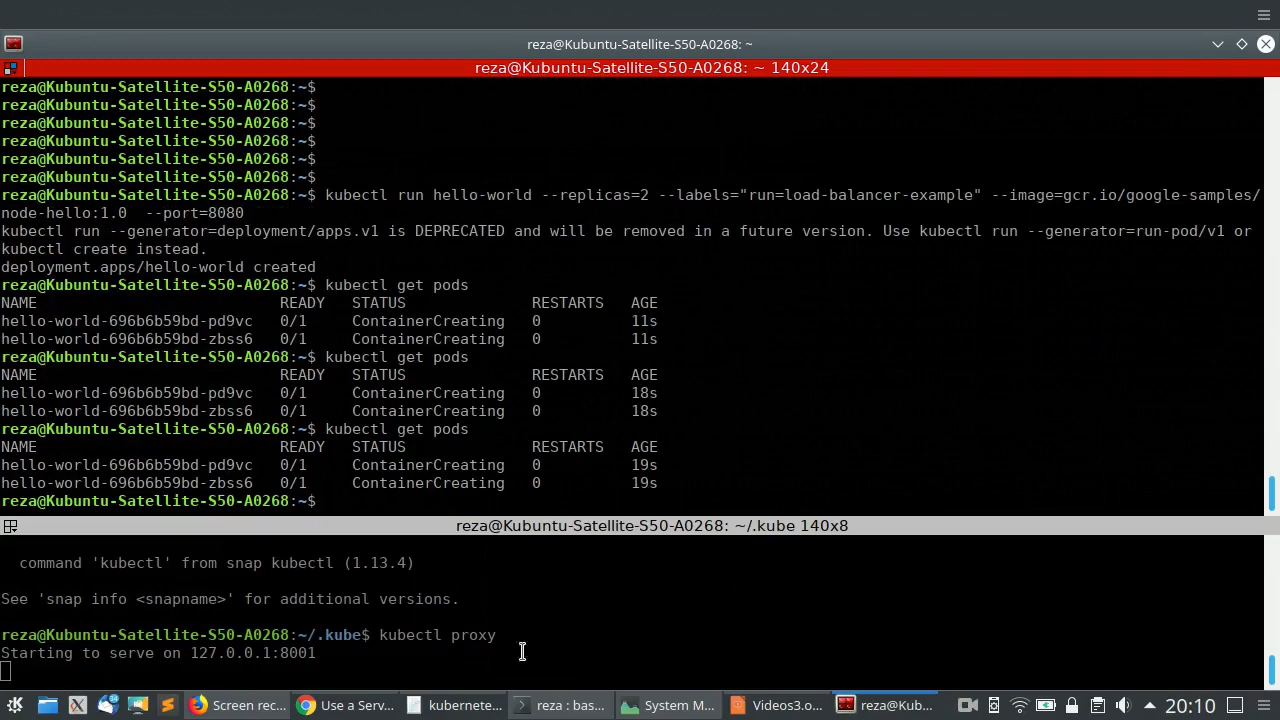 reza@Kubuntu-Satellite-S50-A0268: ~
reza@Kubuntu-Satellite-S50-A0268: ~ 140x24
reza@Kubuntu-Satellite-S50-A0268:~$
reza@Kubuntu-Satellite-S50-A0268:~$
reza@Kubuntu-Satellite-S50-A0268:~$
reza@Kubuntu-Satellite-S50-A0268:~$
reza@Kubuntu-Satellite-S50-A0268:~$
reza@Kubuntu-Satellite-S50-A0268:~$
reza@Kubuntu-Satellite-S50-A0268:~$ kubectl run hello-world --replicas=2 --labels="run=load-balancer-example" --image=gcr.io/google-samples/
node-hello:1.0  --port=8080
kubectl run --generator=deployment/apps.v1 is DEPRECATED and will be removed in a future version. Use kubectl run --generator=run-pod/v1 or
kubectl create instead.
deployment.apps/hello-world created
reza@Kubuntu-Satellite-S50-A0268:~$ kubectl get pods
NAME                           READY   STATUS              RESTARTS   AGE
hello-world-696b6b59bd-pd9vc   0/1     ContainerCreating   0          11s
hello-world-696b6b59bd-zbss6   0/1     ContainerCreating   0          11s
reza@Kubuntu-Satellite-S50-A0268:~$ kubectl get pods
NAME                           READY   STATUS              RESTARTS   AGE
hello-world-696b6b59bd-pd9vc   0/1     ContainerCreating   0          18s
hello-world-696b6b59bd-zbss6   0/1     ContainerCreating   0          18s
reza@Kubuntu-Satellite-S50-A0268:~$ kubectl get pods
NAME                           READY   STATUS              RESTARTS   AGE
hello-world-696b6b59bd-pd9vc   0/1     ContainerCreating   0          19s
hello-world-696b6b59bd-zbss6   0/1     ContainerCreating   0          19s
reza@Kubuntu-Satellite-S50-A0268:~$
reza@Kubuntu-Satellite-S50-A0268: ~/.kube 140x8
command 'kubectl' from snap kubectl (1.13.4)
See 'snap info <snapname>' for additional versions.
reza@Kubuntu-Satellite-S50-A0268:~/.kube$ kubectl proxy
Starting to serve on 127.0.0.1:8001
Screen rec... Use a Serv... kubernete... reza : bas... System M... Videos3.o... reza@Kub... 20:10